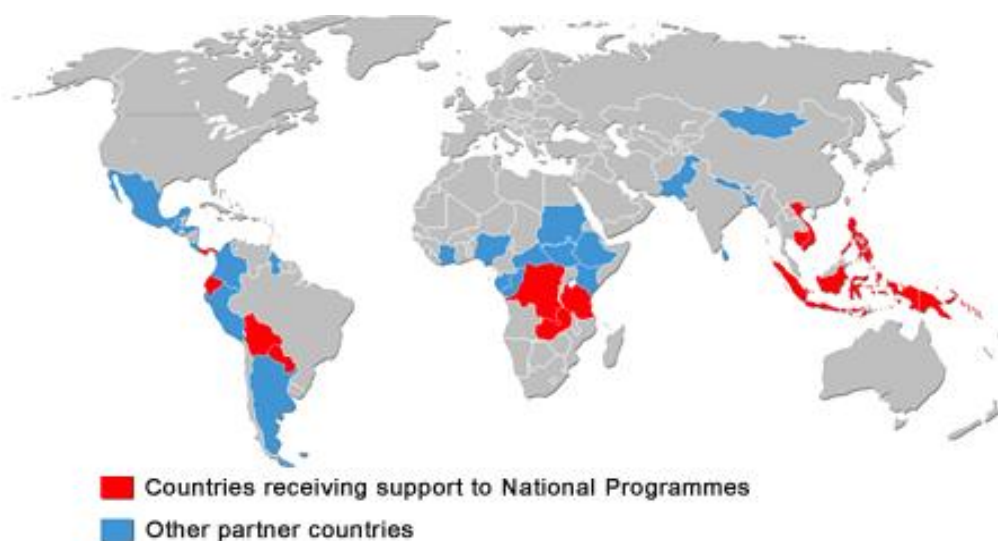 Countries receiving support to National Programmes
Other partner countries